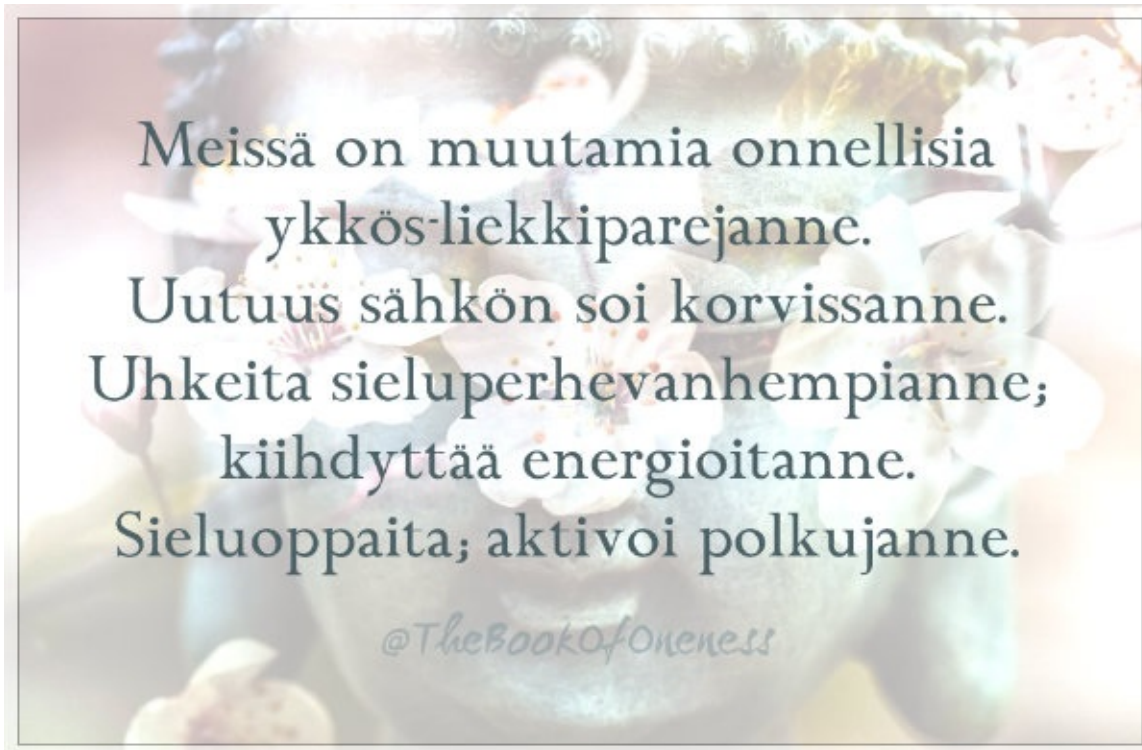 Meissä on muutamia onnellisia
ykkös-liekkiparejanne.
Uutuus sähkön soi korvissanne.
Uhkeita sieluperhevanhempianne;
kiihdyttää energioitanne.
Sieluoppaita; aktivoi polkujanne.
@TheBookOfOneness